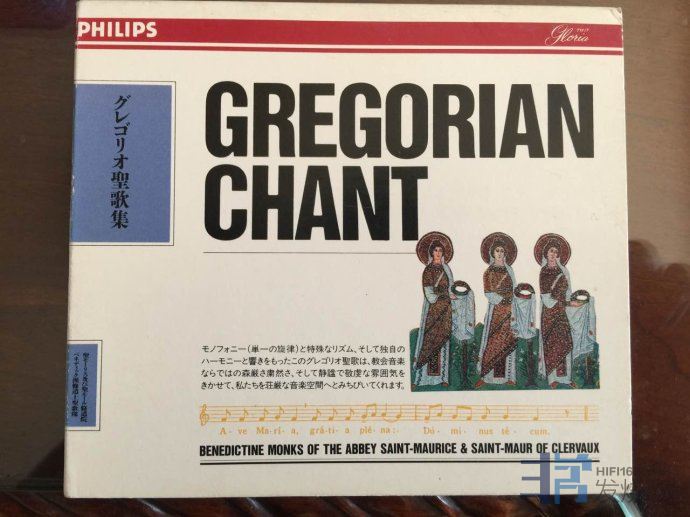 PHILIPS
Gloria
グレゴリオ聖歌集
GREGORIAN
CHANT
モノフォニー(単一の旋律)と特殊なリズム、そして独自の
ハーモニーと響きをもったこのグレゴリオ聖歌は、教会音楽
ならではの森厳さ粛然さ、そして静謐で敬虔な雰囲気を
きかせて、私たちを荘厳な音楽空間へとみちびいてくれます。
A-ve Ma-rí-a, grá-ti-a plé-na: Dó-mi-nus té-cum,
BENEDICTINE MONKS OF THE ABBEY SAINT-MAURICE & SAINT-MAUR OF CLERVAUX
HIFI16
发烧